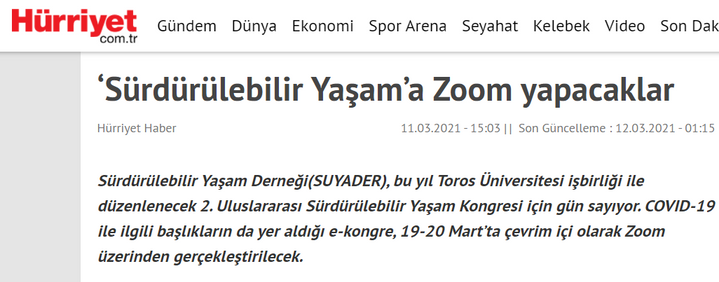 Hürriyet
.com.tr
Gündem Dünya Ekonomi Spor Arena Seyahat Kelebek Video Son Dak
‘Sürdürülebilir Yaşam’a Zoom yapacaklar
Hürriyet Haber
11.03.2021 - 15:03 || Son Güncelleme : 12.03.2021 - 01:15
Sürdürülebilir Yaşam Derneği(SUYADER), bu yıl Toros Üniversitesi işbirliği ile
düzenlenecek 2. Uluslararası Sürdürülebilir Yaşam Kongresi için gün sayıyor. COVID-19
ile ilgili başlıkların da yer aldığı e-kongre, 19-20 Mart’ta çevrim içi olarak Zoom
üzerinden gerçekleştirilecek.